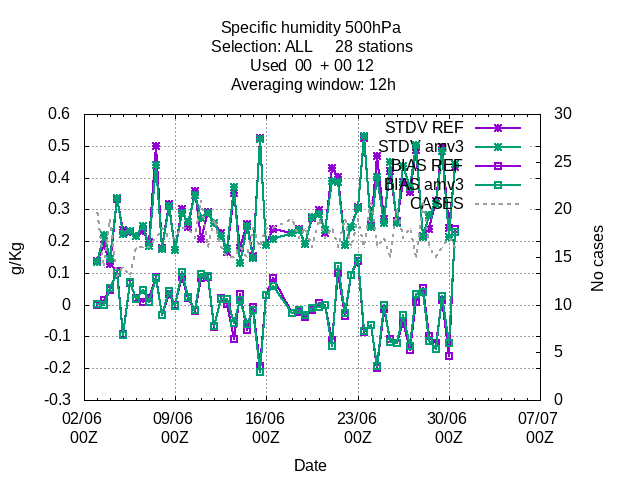 Specific humidity 500hPa
Selection: ALL 28 stations
Used 00 + 00 12
Averaging window: 12h
STDV REF
STDV amv3
BIAS REF
BIAS amv3
CASES
g/Kg
0.6
0.5
0.4
0.3
0.2
0.1
0
-0.1
-0.2
-0.3
30
25
20
15
10
5
0
No cases
02/06 09/06 16/06 23/06 30/06 07/07
00Z 00Z 00Z 00Z 00Z 00Z
Date